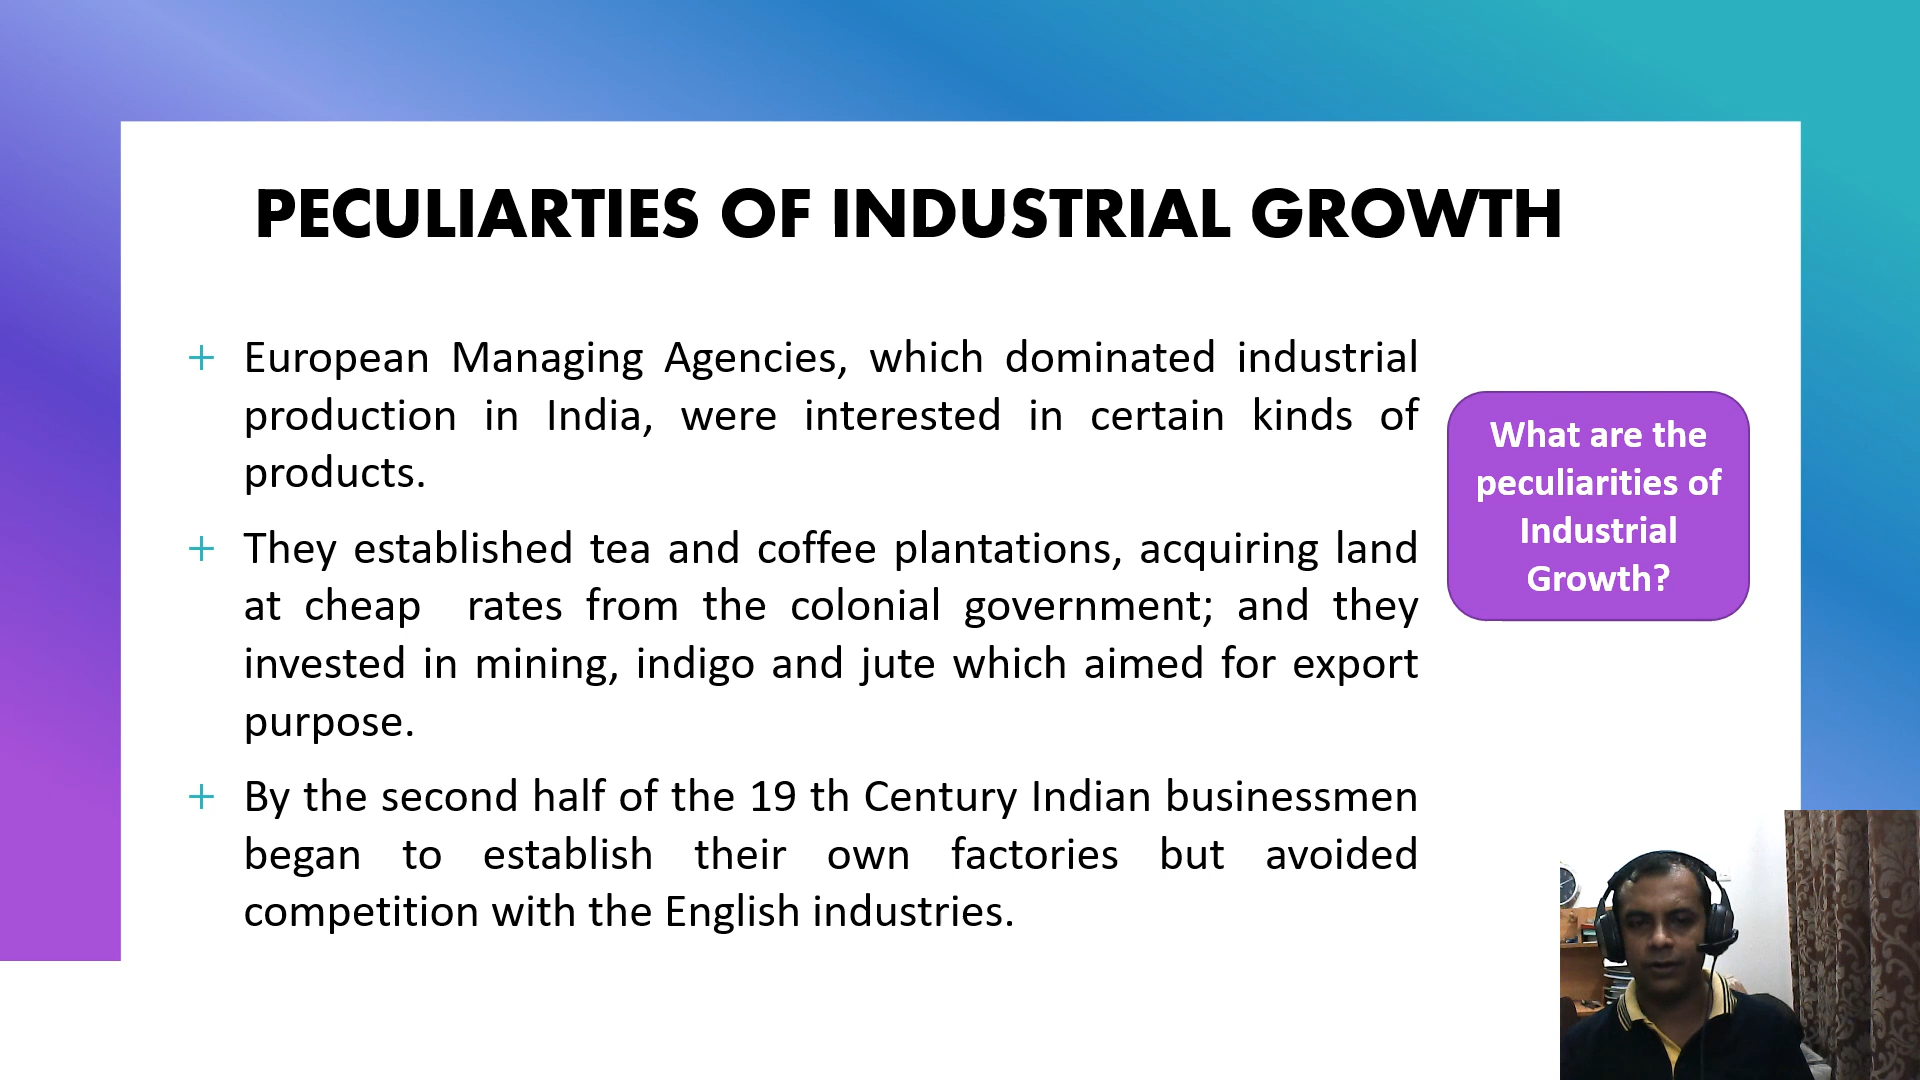 PECULIARTIES OF INDUSTRIAL GROWTH
+ European Managing Agencies, which dominated industrial
production in India, were interested in certain kinds of
products.
+ They established tea and coffee plantations, acquiring land
at cheap rates from the colonial government; and they
invested in mining, indigo and jute which aimed for export
purpose.
+ By the second half of the 19 th Century Indian businessmen
began to establish their own factories but avoided
competition with the English industries.
What are the
peculiarities of
Industrial
Growth?